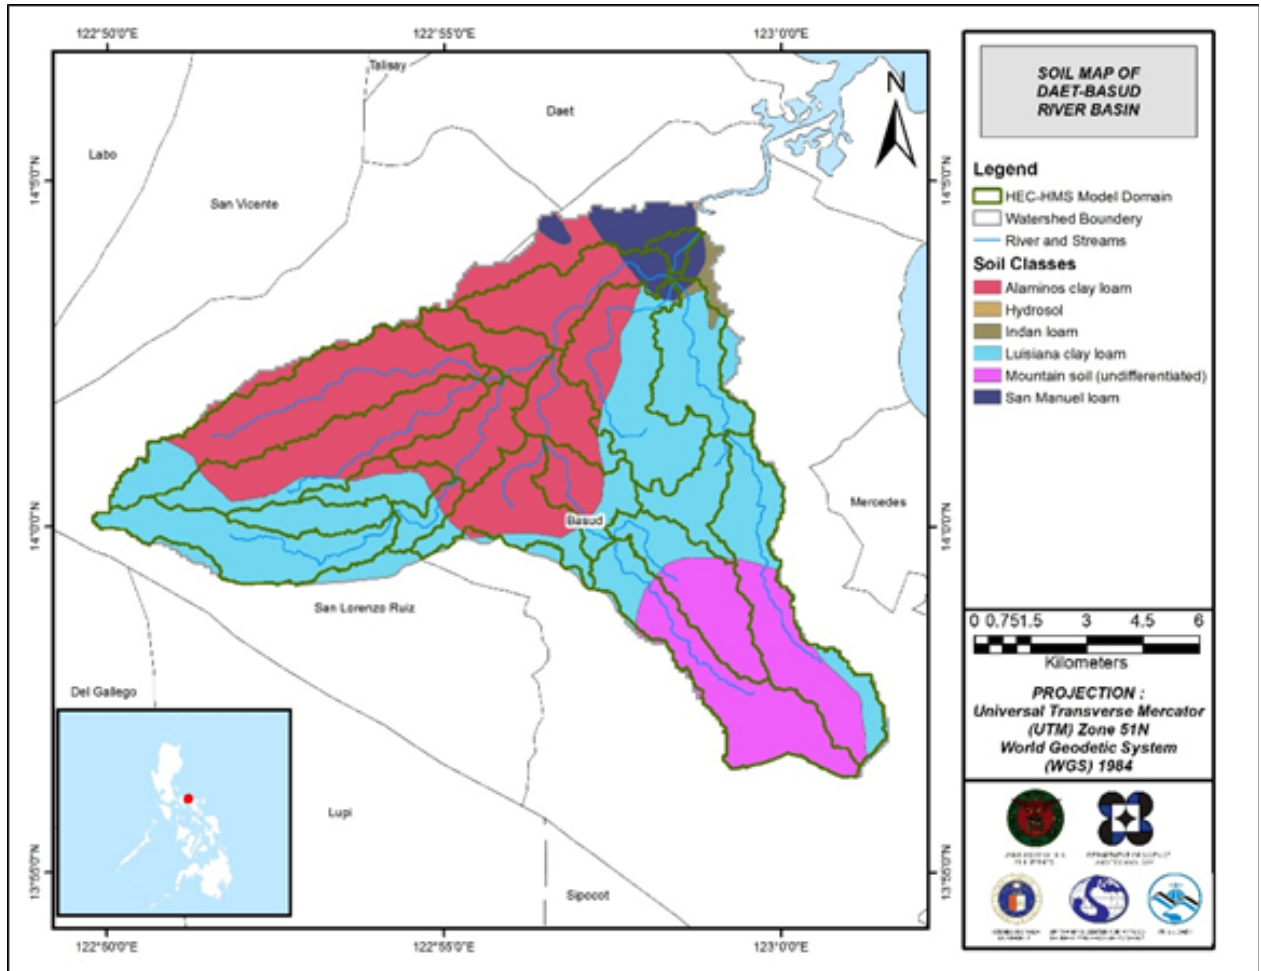 122°50'0"E
122°55'0"E
123°0'0"E
Talisay
Daet
N
Labo
14°5'0"N
14°5'0"N
San Vicente
Mercedes
Basud
14°0'0"N
14°0'0"N
San Lorenzo Ruiz
Del Gallego
Lupi
13°55'0"N
13°55'0"N
Sipocot
122°50'0"E
122°55'0"E
123°0'0"E
SOIL MAP OF
DAET-BASUD
RIVER BASIN
Legend
HEC-HMS Model Domain
Watershed Boundary
River and Streams
Soil Classes
Alaminos clay loam
Hydrosol
Indan loam
Luisiana clay loam
Mountain soil (undifferentiated)
San Manuel loam
0 0.75 1.5 3 4.5 6
Kilometers
PROJECTION :
Universal Transverse Mercator
(UTM) Zone 51N
World Geodetic System
(WGS) 1984